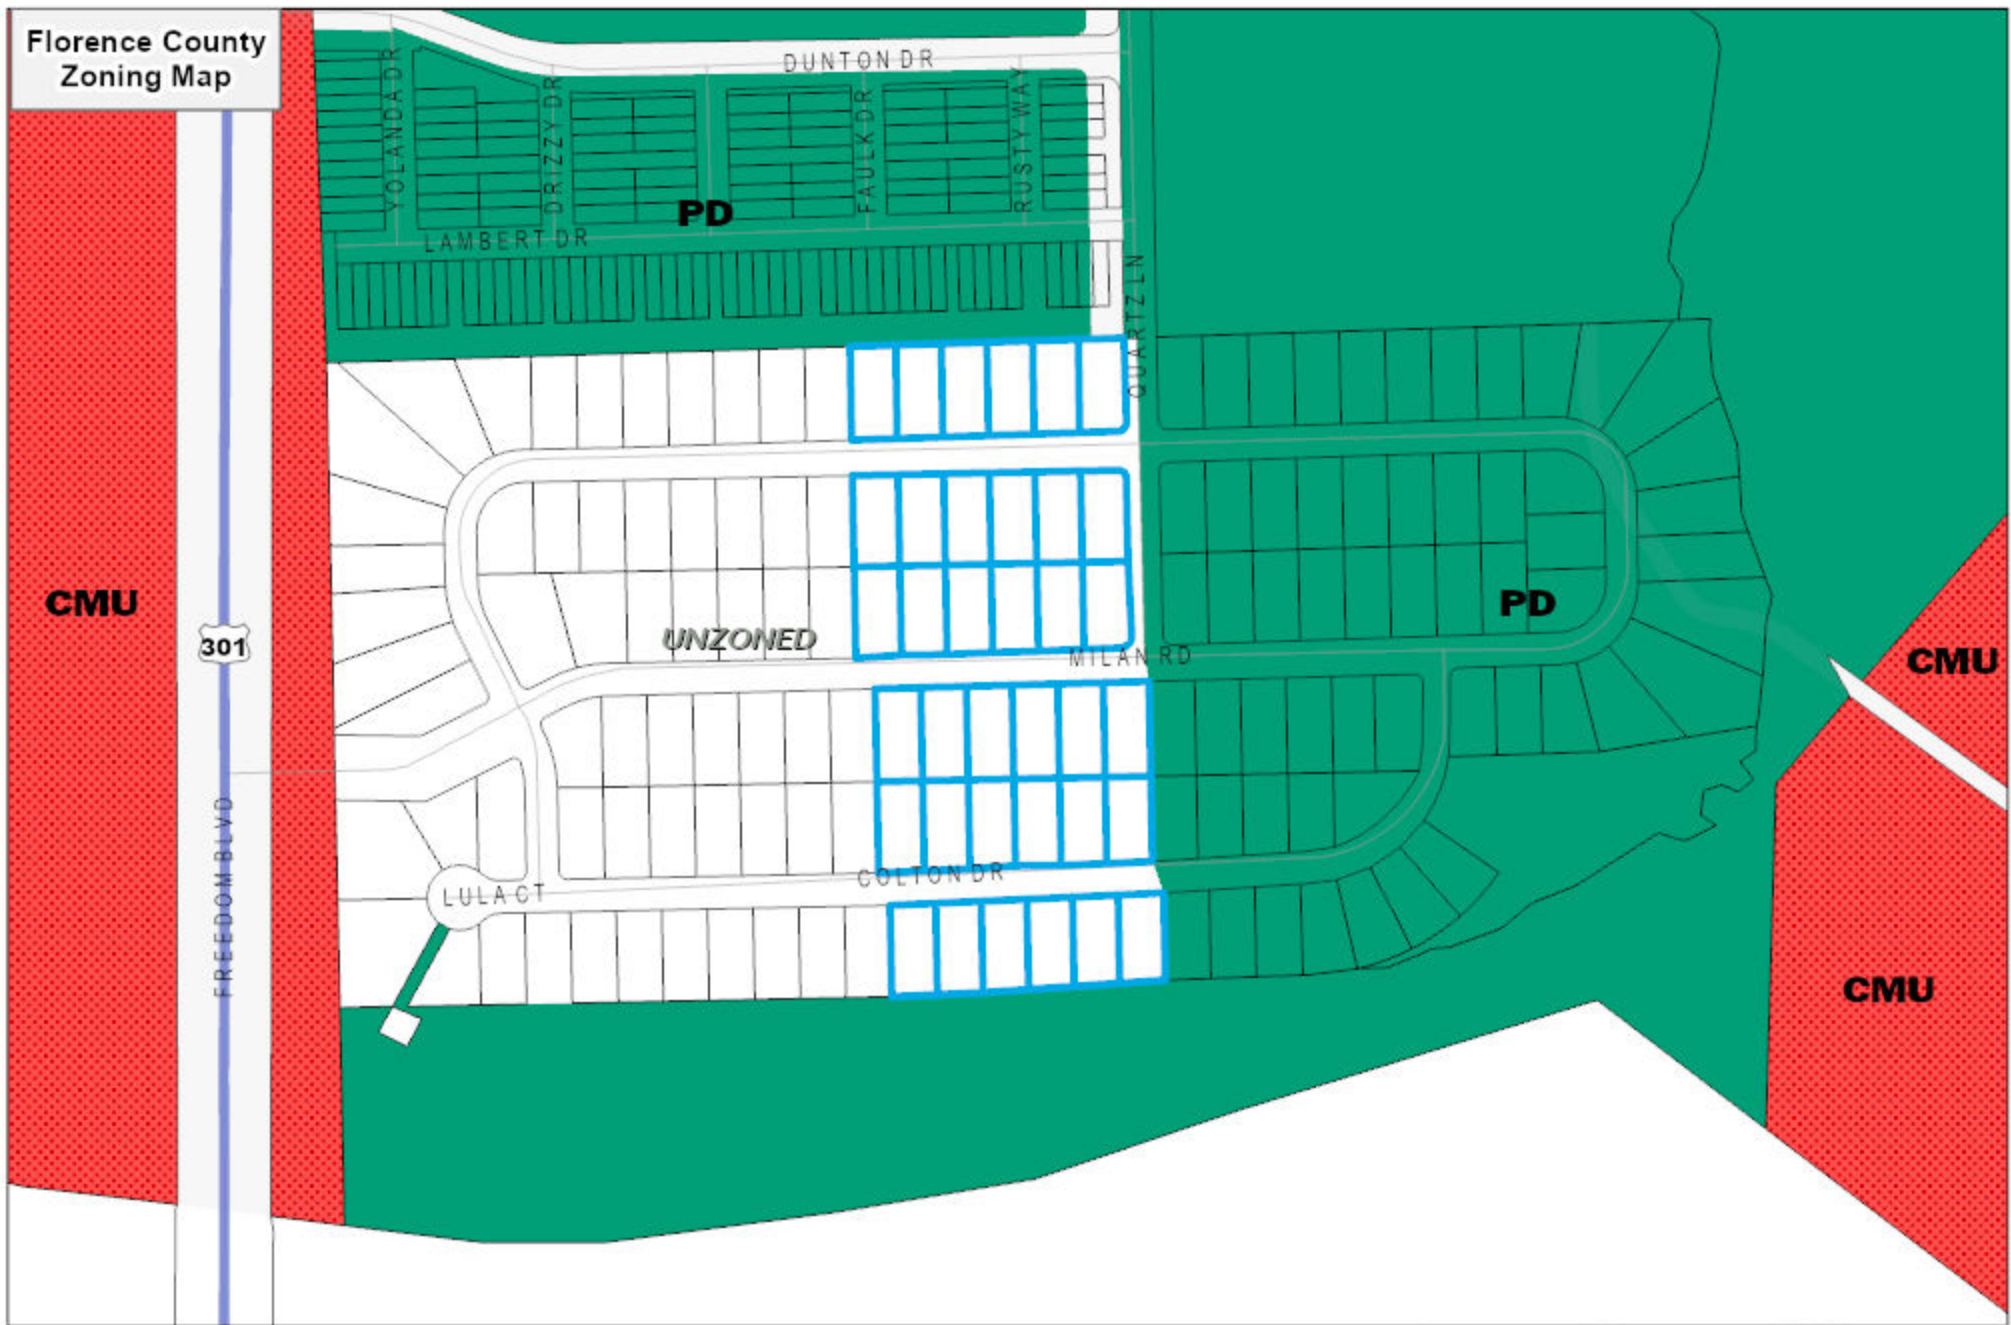 Florence County
Zoning Map
DUNTON DR
YOLANDA DR
DRIZZY DR
FAULK DR
RUSTY WAY
PD
LAMBERT DR
QUARTZ LN
CMU
301
UNZONED
PD
MILAN RD
CMU
FREEDOM BLVD
COLTON DR
LULA CT
CMU